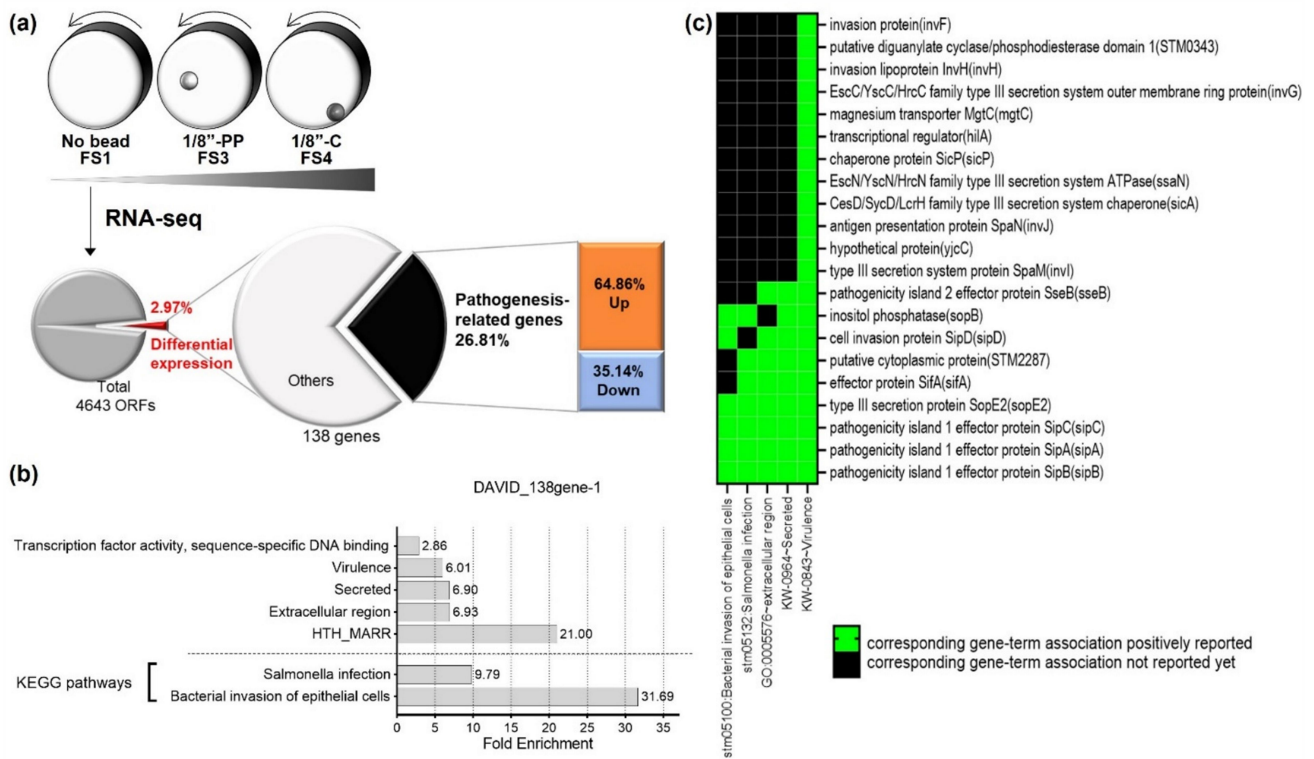 (a)
No bead
FS1
1/8”-PP
FS3
1/8”-C
FS4
RNA-seq
2.97%
Differential
expression
Total
4643 ORFs
Others
138 genes
Pathogenesis-
related genes
26.81%
64.86%
Up
35.14%
Down
(b)
DAVID_138gene-1
Transcription factor activity, sequence-specific DNA binding
2.86
Virulence
6.01
Secreted
6.90
Extracellular region
6.93
HTH_MARR
21.00
KEGG pathways
Salmonella infection
9.79
Bacterial invasion of epithelial cells
31.69
0 5 10 15 20 25 30 35
Fold Enrichment
(c)
invasion protein(invF)
putative diguanylate cyclase/phosphodiesterase domain 1(STM0343)
invasion lipoprotein InvH(invH)
EscC/YscC/HrcC family type III secretion system outer membrane ring protein(invG)
magnesium transporter MgtC(mgtC)
transcriptional regulator(hilA)
chaperone protein SicP(sicP)
EscN/YscN/HrcN family type III secretion system ATPase(ssaN)
CesD/SycD/LcrH family type III secretion system chaperone(sicA)
antigen presentation protein SpaN(invJ)
hypothetical protein(yjcC)
type III secretion system protein SpaM(invI)
pathogenicity island 2 effector protein SseB(sseB)
inositol phosphatase(sopB)
cell invasion protein SipD(sipD)
putative cytoplasmic protein(STM2287)
effector protein SifA(sifA)
type III secretion protein SopE2(sopE2)
pathogenicity island 1 effector protein SipC(sipC)
pathogenicity island 1 effector protein SipA(sipA)
pathogenicity island 1 effector protein SipB(sipB)
stm05100:Bacterial invasion of epithelial cells
stm05132:Salmonella infection
GO:0005576~extracellular region
KW-0964~Secreted
KW-0843~Virulence
corresponding gene-term association positively reported
corresponding gene-term association not reported yet